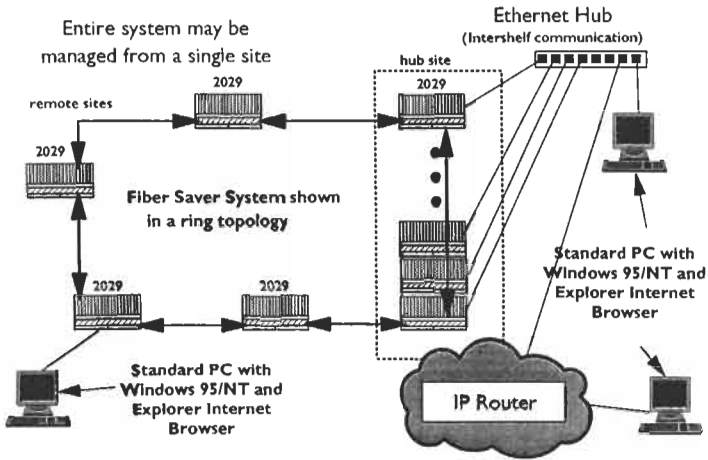 Ethernet Hub
(Intershelf communication)
Entire system may be
managed from a single site
hub site
2029
2029
remote sites
2029
Fiber Saver System shown
in a ring topology
2029
2029
Standard PC with
Windows 95/NT and
Explorer Internet
Browser
Standard PC with
Windows 95/NT and
Explorer Internet
Browser
IP Router